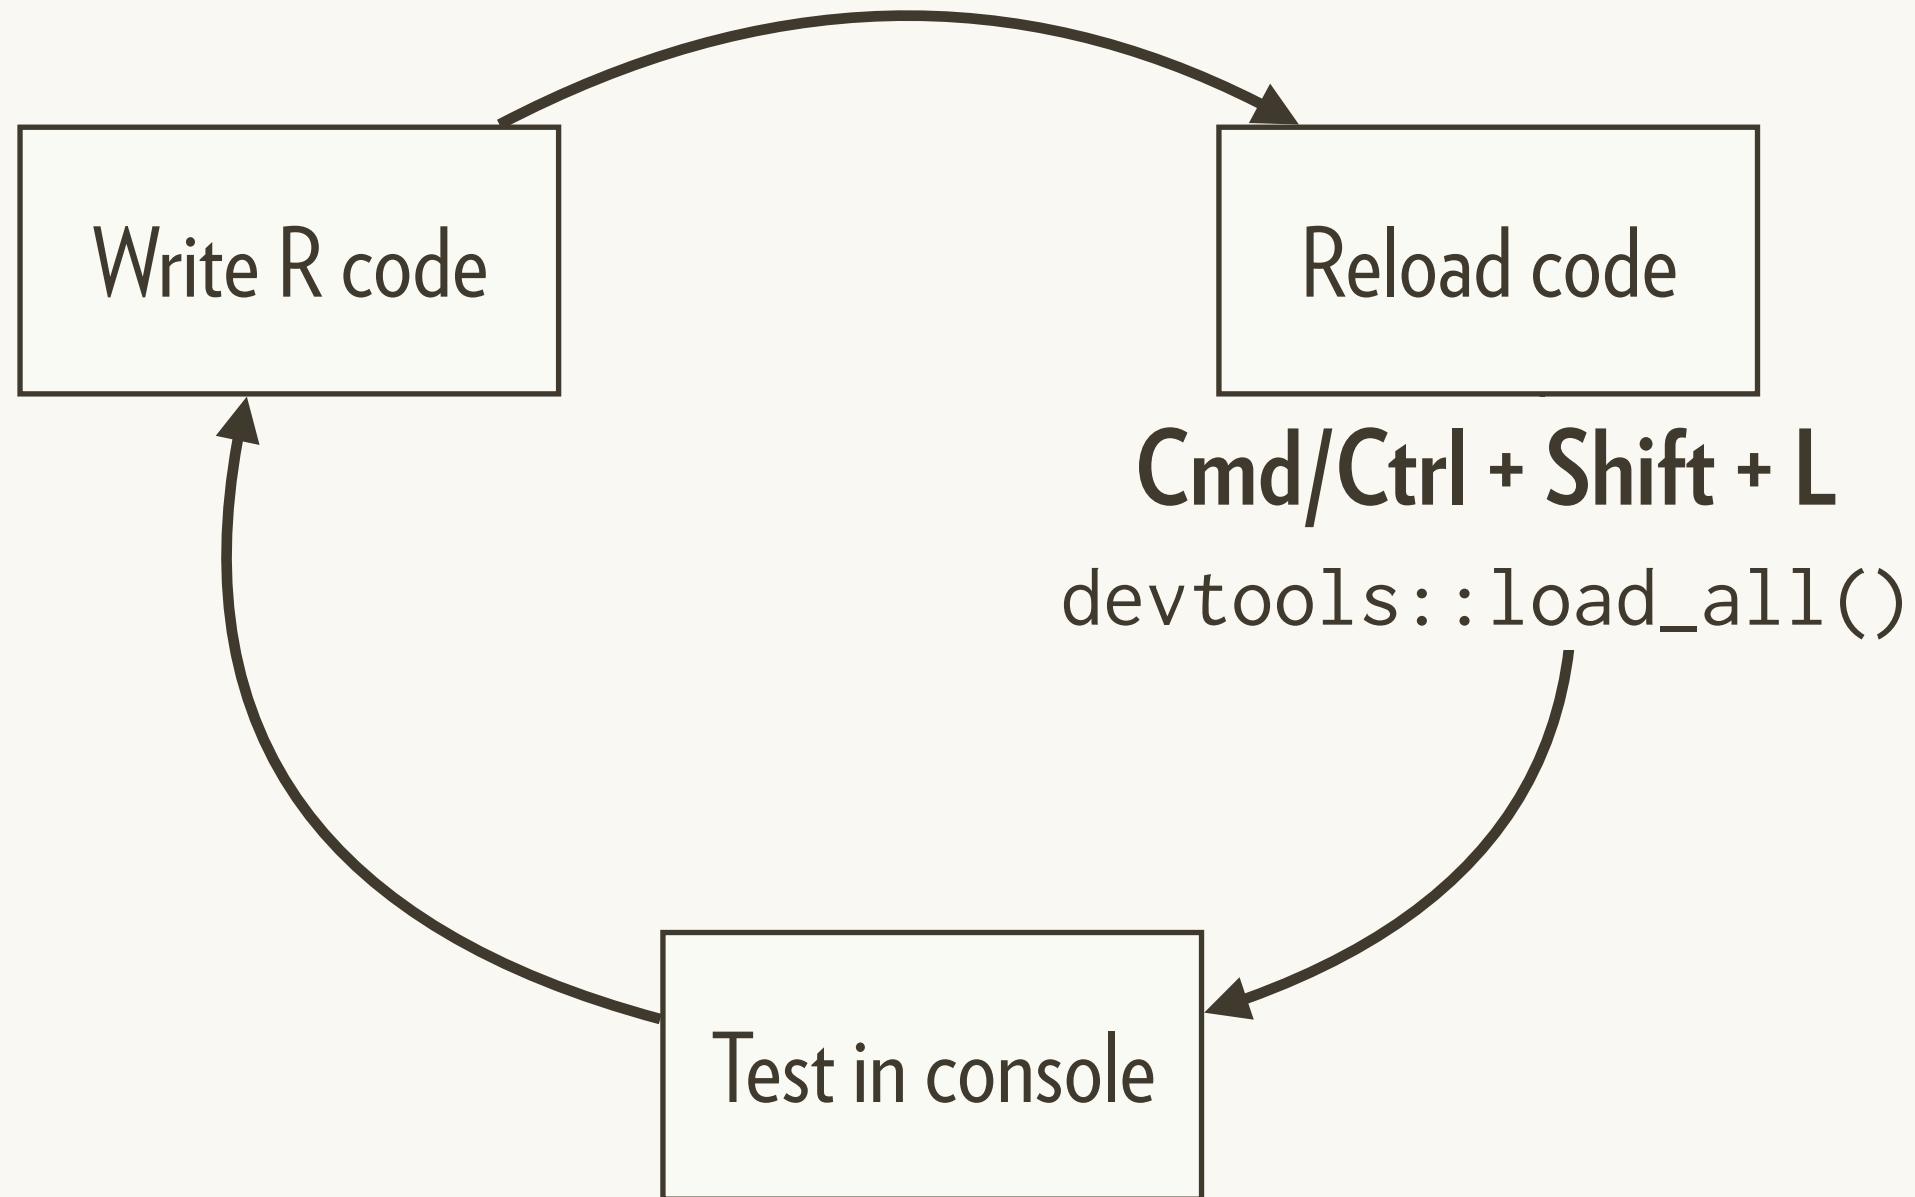 Write R code
Reload code
Cmd/Ctrl + Shift + L
devtools::load_all()
Test in console